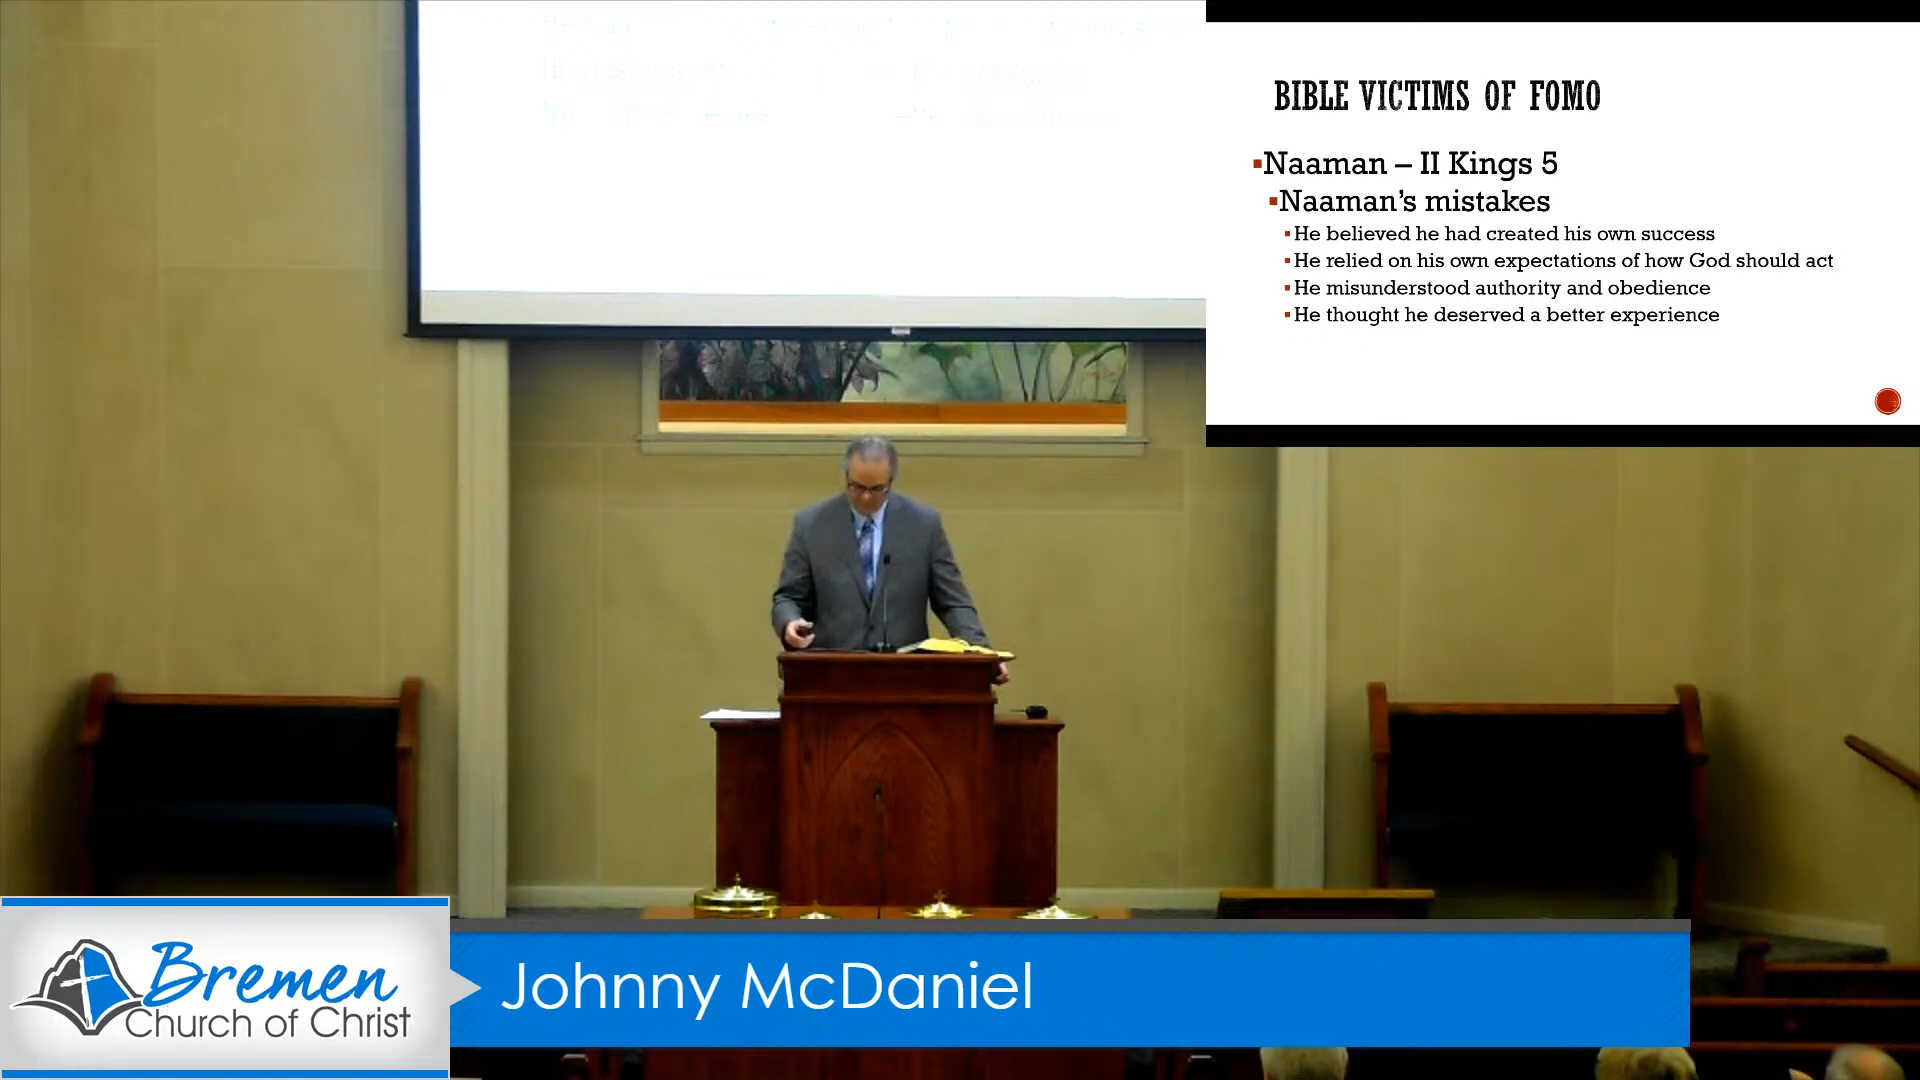 BIBLE VICTIMS OF FOMO
Naaman – II Kings 5
Naaman's mistakes
He believed he had created his own success
He relied on his own expectations of how God should act
He misunderstood authority and obedience
He thought he deserved a better experience
Bremen
Church of Christ
Johnny McDaniel